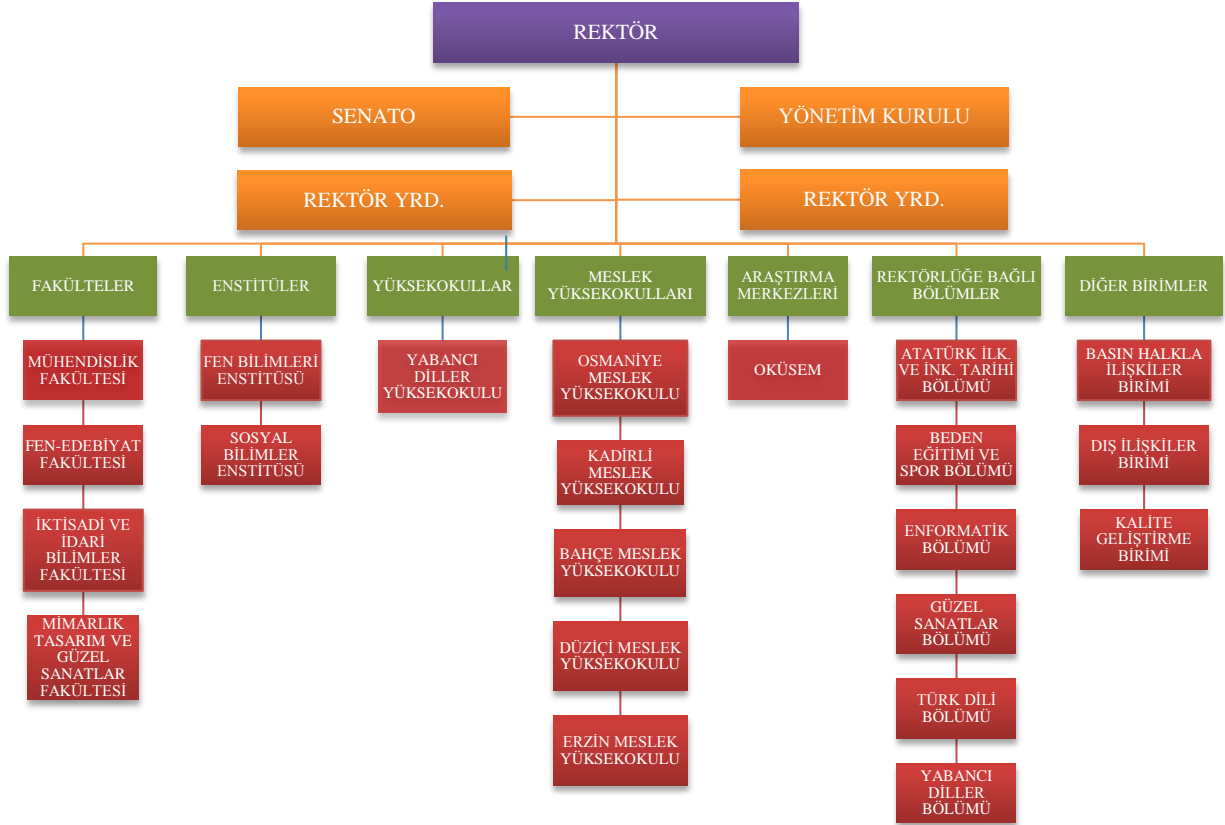 REKTÖR
SENATO
YÖNETİM KURULU
REKTÖR YRD.
REKTÖR YRD.
FAKÜLTELER
MÜHENDİSLIK
FAKÜLTESİ
FEN-EDEBİYAT
FAKÜLTESİ
İKTİSADİ VE
İDARİ
BİLİMLER
FAKÜLTESİ
MİMARLIK
TASARIM VE
GÜZEL
SANATLAR
FAKÜLTESİ
ENSTİTÜLER
FEN BİLİMLERİ
ENSTİTÜSÜ
SOSYAL
BİLİMLER
ENSTİTÜSÜ
YÜKSEKOKULLAR
YABANCI
DİLLER
YÜKSEKOKULU
MESLEK
YÜKSEKOKULLARI
OSMANİYE
MESLEK
YÜKSEKOKULU
KADİRLİ
MESLEK
YÜKSEKOKULU
BAHÇE MESLEK
YÜKSEKOKULU
DÜZİÇİ MESLEK
YÜKSEKOKULU
ERZİN MESLEK
YÜKSEKOKULU
ARAŞTIRMA
MERKEZLERİ
OKÜSEM
REKTÖRLÜĞE BAĞLI
BÖLÜMLER
ATATÜRK İLK.
VE İNK. TARİHİ
BÖLÜMÜ
BEDEN
EĞİTİMİ VE
SPOR BÖLÜMÜ
ENFORMATİK
BÖLÜMÜ
GÜZEL
SANATLAR
BÖLÜMÜ
TÜRK DİLİ
BÖLÜMÜ
YABANCI
DİLLER
BÖLÜMÜ
DİĞER BİRİMLER
BASIN HALKLA
İLİŞKİLER
BİRİMİ
DIŞ İLİŞKİLER
BİRİMİ
KALİTE
GELİŞTİRME
BİRİMİ